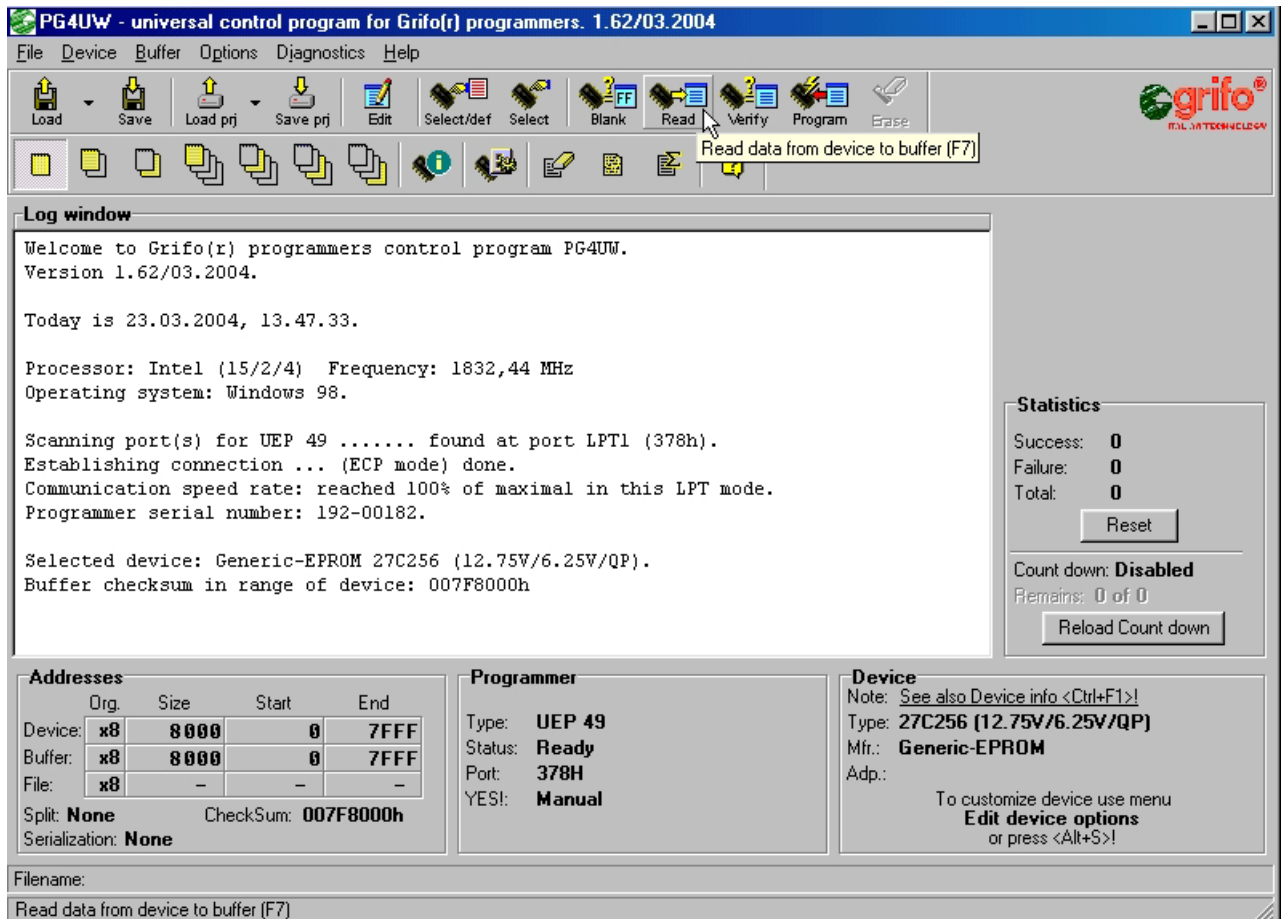 PG4UW - universal control program for Grifo(r) programmers. 1.62/03.2004
File Device Buffer Options Diagnostics Help
Load Save Load prj Save prj Edit Select/def Select Blank Read Verify Program Erase
grifo®
ITALIAN TECHNOLOGY
Read data from device to buffer (F7)
Log window
Welcome to Grifo(r) programmers control program PG4UW.
Version 1.62/03.2004.
Today is 23.03.2004, 13.47.33.
Processor: Intel (15/2/4) Frequency: 1832,44 MHz
Operating system: Windows 98.
Scanning port(s) for UEP 49 ....... found at port LPT1 (378h).
Establishing connection ... (ECP mode) done.
Communication speed rate: reached 100% of maximal in this LPT mode.
Programmer serial number: 192-00182.
Selected device: Generic-EPROM 27C256 (12.75V/6.25V/QP).
Buffer checksum in range of device: 007F8000h
Statistics
Success: 0
Failure: 0
Total: 0
Reset
Count down: Disabled
Remains: 0 of 0
Reload Count down
Addresses
Org. Size Start End
Device: x8 8000 0 7FFF
Buffer: x8 8000 0 7FFF
File: x8 – – –
Split: None CheckSum: 007F8000h
Serialization: None
Programmer
Type: UEP 49
Status: Ready
Port: 378H
YES!: Manual
Device
Note: See also Device info <Ctrl+F1>!
Type: 27C256 (12.75V/6.25V/QP)
Mfr.: Generic-EPROM
Adp.:
To customize device use menu
Edit device options
or press <Alt+S>!
Filename:
Read data from device to buffer (F7)